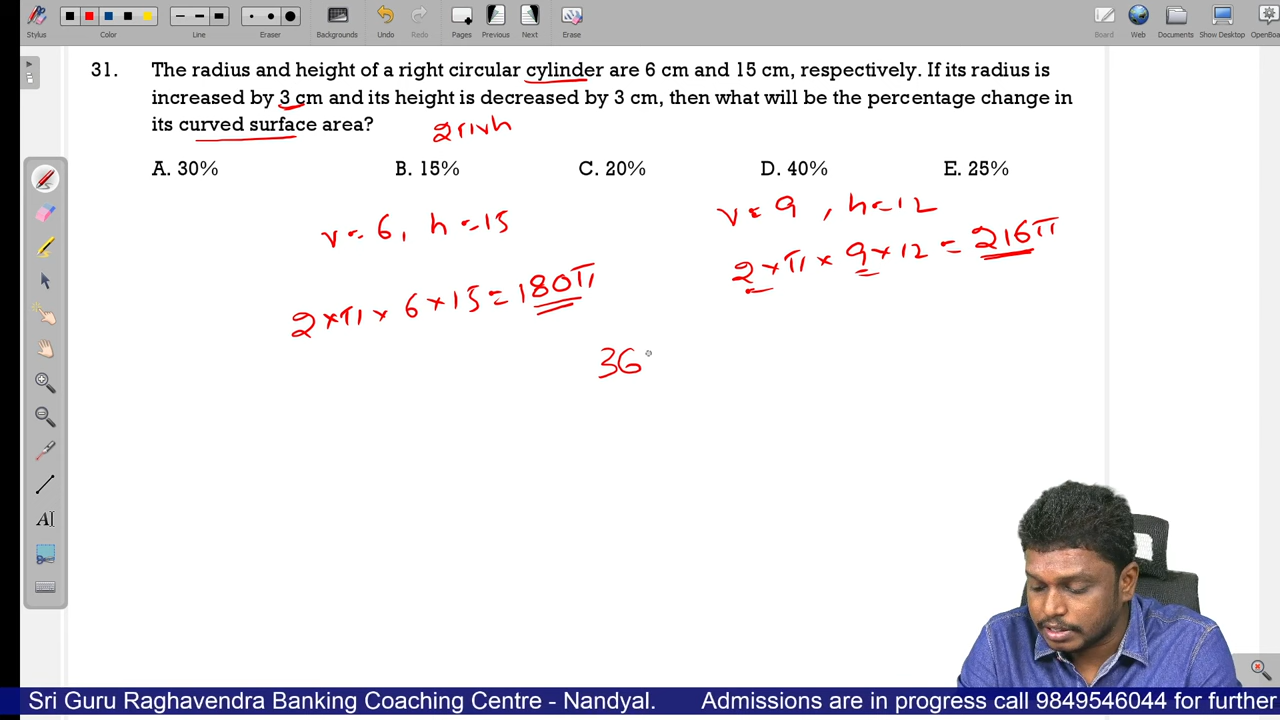 Stylus
Color
Line
Eraser
Backgrounds
Undo
Redo
Pages
Previous
Next
Erase
Board
Web
Documents
Show Desktop
OpenBoa
31. The radius and height of a right circular cylinder are 6 cm and 15 cm, respectively. If its radius is
increased by 3 cm and its height is decreased by 3 cm, then what will be the percentage change in
its curved surface area?
2πrh
A. 30% B. 15% C. 20% D. 40% E. 25%
r = 6, h = 15
r = 9, h = 12
2 × π × 6 × 15 = 180π
2 × π × 9 × 12 = 216π
36
AI
Sri Guru Raghavendra Banking Coaching Centre - Nandyal. Admissions are in progress call 9849546044 for further